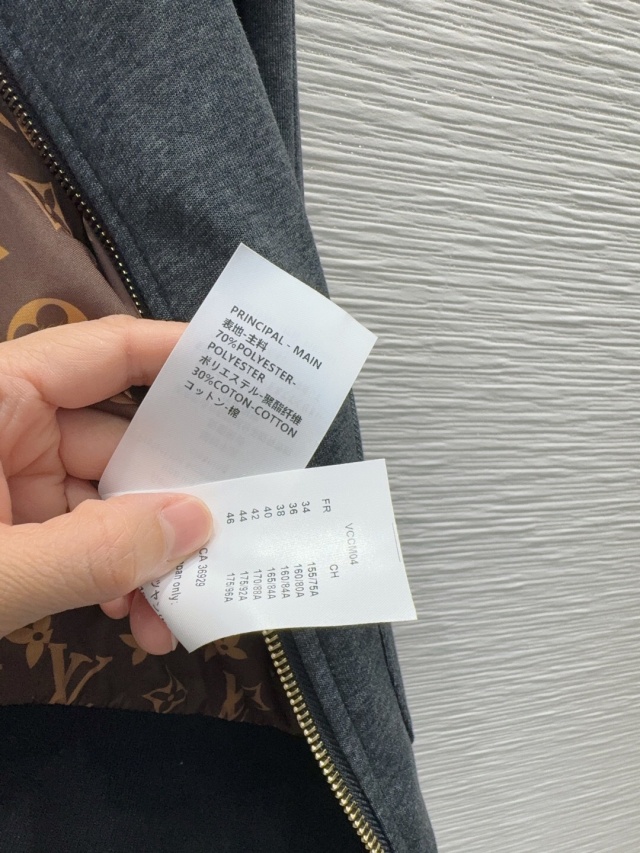 PRINCIPAL - MAIN
表地-主料
70%POLYESTER-
POLYESTER
ポリエステル-聚酯纤维
30%COTON-COTTON
コットン-棉
VCCM04
FR CH
34 155/75A
36 160/80A
38 160/84A
40 165/84A
42 170/88A
44 175/92A
46 175/96A
CA 36929
only: